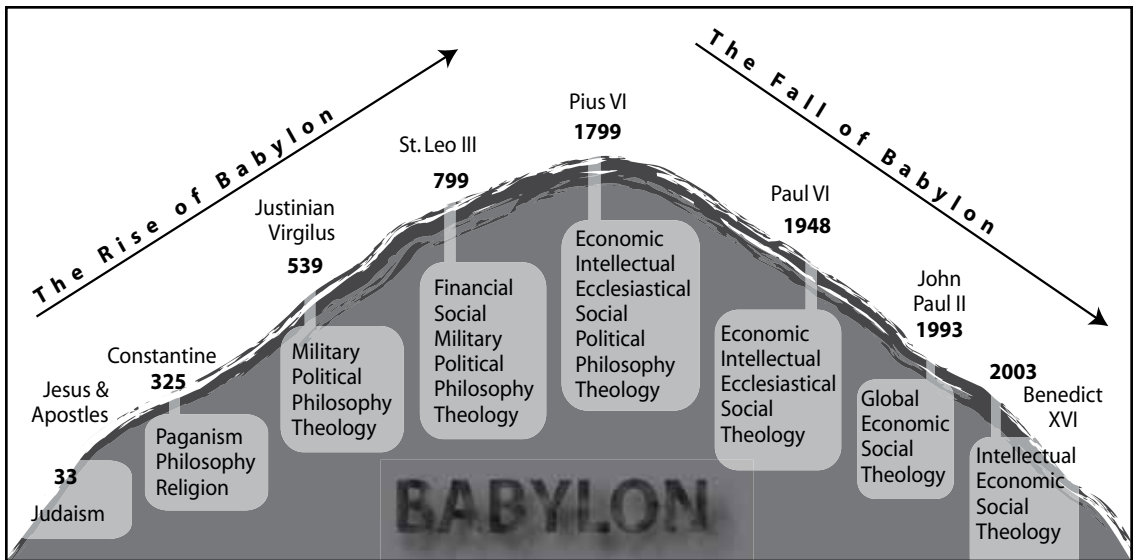 The Rise of Babylon
The Fall of Babylon
Jesus &
Apostles
33
Judaism
Constantine
325
Paganism
Philosophy
Religion
Justinian
Virgilus
539
Military
Political
Philosophy
Theology
St. Leo III
799
Financial
Social
Military
Political
Philosophy
Theology
Pius VI
1799
Economic
Intellectual
Ecclesiastical
Social
Political
Philosophy
Theology
Paul VI
1948
Economic
Intellectual
Ecclesiastical
Social
Theology
John
Paul II
1993
Global
Economic
Social
Theology
2003
Benedict
XVI
Intellectual
Economic
Social
Theology
BABYLON